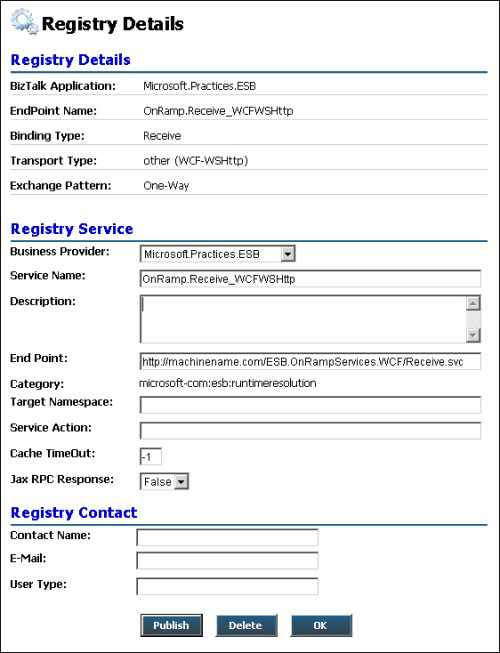 Registry Details
Registry Details
BizTalk Application: Microsoft.Practices.ESB
EndPoint Name: OnRamp.Receive_WCFWSHttp
Binding Type: Receive
Transport Type: other (WCF-WSHttp)
Exchange Pattern: One-Way
Registry Service
Business Provider: Microsoft.Practices.ESB
Service Name: OnRamp.Receive_WCFWSHttp
Description:
End Point: http://machinename.com/ESB.OnRampServices.WCF/Receive.svc
Category: microsoft-com:esb:runtimeresolution
Target Namespace:
Service Action:
Cache TimeOut: -1
Jax RPC Response: False
Registry Contact
Contact Name:
E-Mail:
User Type:
Publish Delete OK